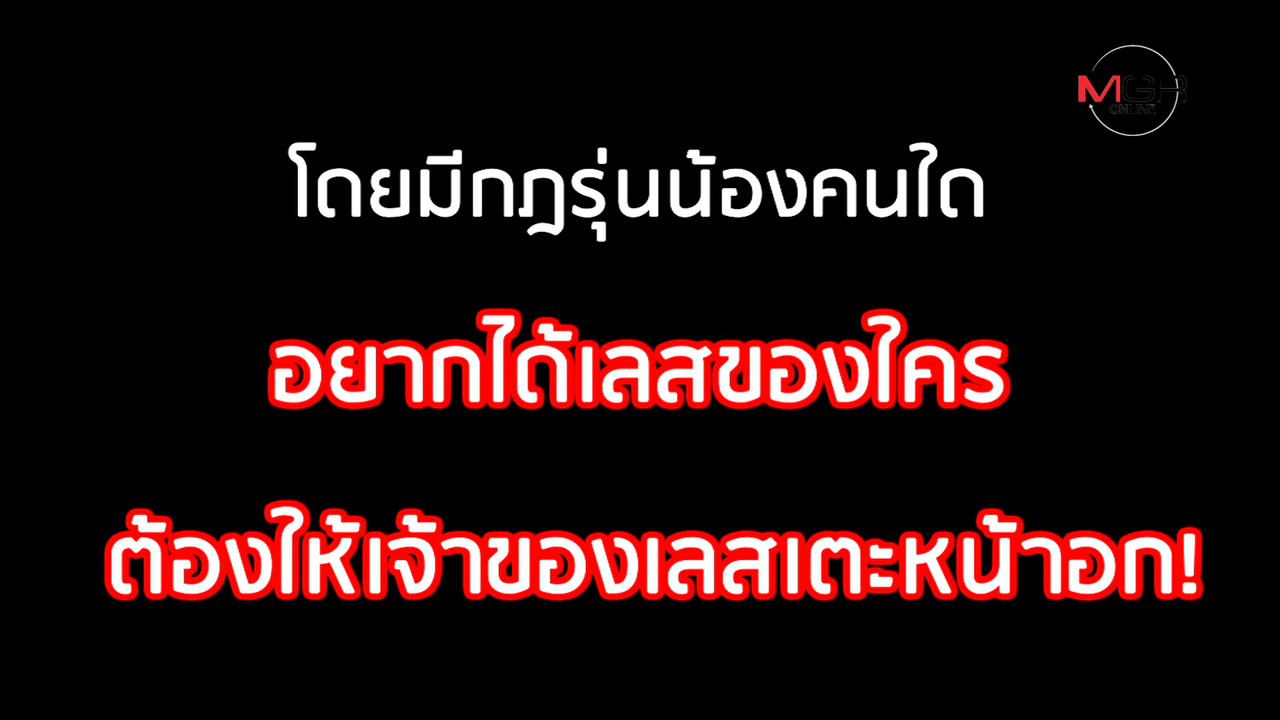 MGR
ONLINE
โดยมีกฎรุ่นน้องคนใด
อยากได้เลสของใคร
ต้องให้เจ้าของเลสเตะหน้าอก!